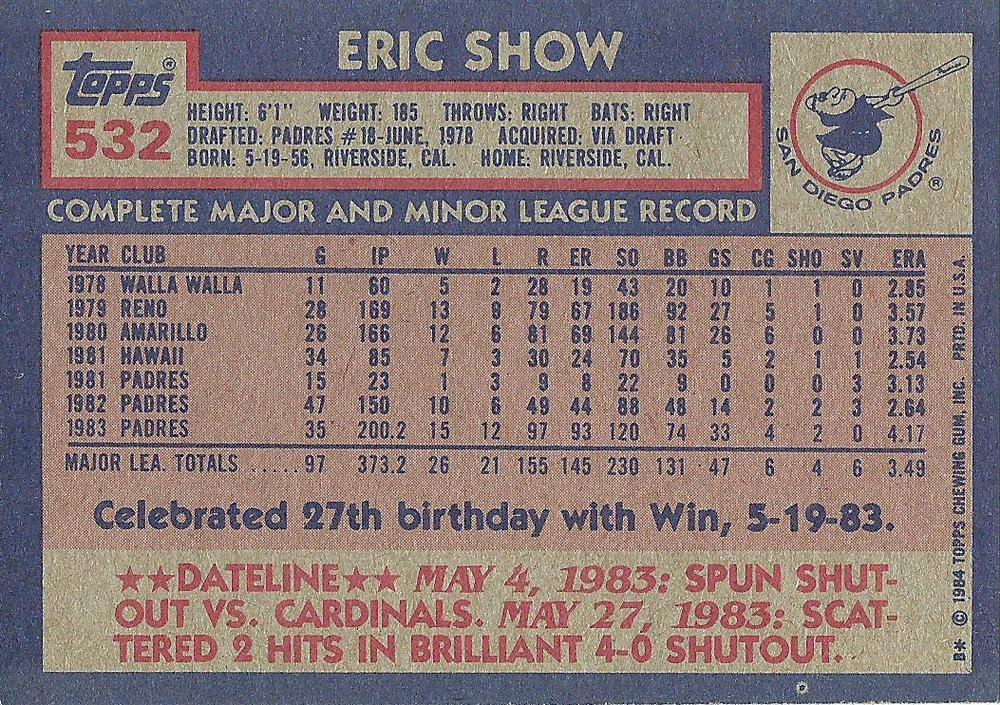 ERIC SHOW
Topps®
532
HEIGHT: 6'1" WEIGHT: 185 THROWS: RIGHT BATS: RIGHT
DRAFTED: PADRES #18-JUNE, 1978 ACQUIRED: VIA DRAFT
BORN: 5-19-56, RIVERSIDE, CAL. HOME: RIVERSIDE, CAL.
SAN DIEGO PADRES ®
COMPLETE MAJOR AND MINOR LEAGUE RECORD
YEAR CLUB G IP W L R ER SO BB GS CG SHO SV ERA
1978 WALLA WALLA 11 60 5 2 28 19 43 20 10 1 1 0 2.85
1979 RENO 28 169 13 9 79 67 186 92 27 5 1 0 3.57
1980 AMARILLO 26 166 12 6 81 69 144 81 26 6 0 0 3.73
1981 HAWAII 34 85 7 3 30 24 70 35 5 2 1 1 2.54
1981 PADRES 15 23 1 3 9 8 22 9 0 0 0 3 3.13
1982 PADRES 47 150 10 6 49 44 88 48 14 2 2 3 2.64
1983 PADRES 35 200.2 15 12 97 93 120 74 33 4 2 0 4.17
MAJOR LEA. TOTALS ..... 97 373.2 26 21 155 145 230 131 47 6 4 6 3.49
Celebrated 27th birthday with Win, 5-19-83.
★★DATELINE★★ MAY 4, 1983: SPUN SHUT-
OUT VS. CARDINALS. MAY 27, 1983: SCAT-
TERED 2 HITS IN BRILLIANT 4-0 SHUTOUT.
B* © 1984 TOPPS CHEWING GUM, INC. PRTD. IN U.S.A.